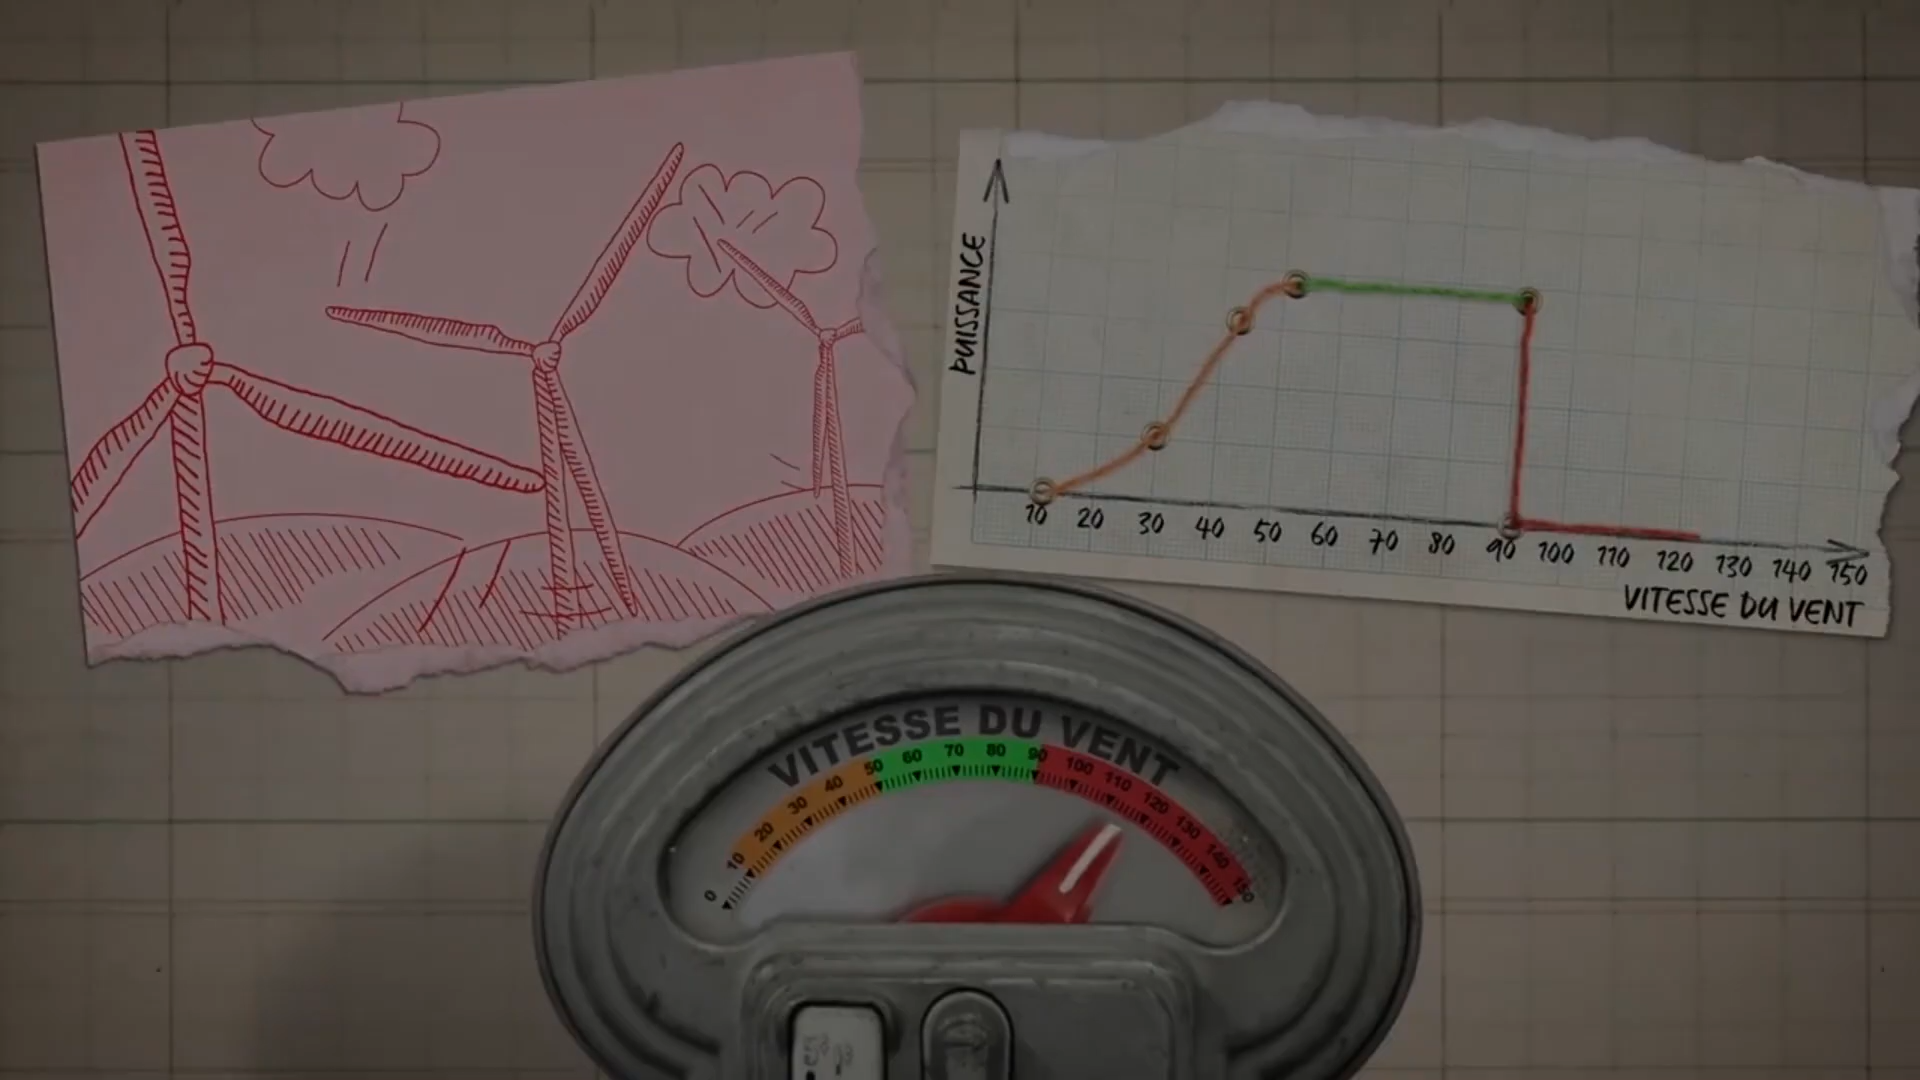 PUISSANCE
10 20 30 40 50 60 70 80 90 100 110 120 130 140 150
VITESSE DU VENT
VITESSE DU VENT
0 10 20 30 40 50 60 70 80 90 100 110 120 130 140 150